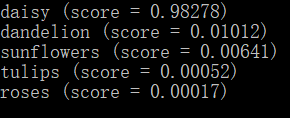 daisy (score = 0.98278)
dandelion (score = 0.01012)
sunflowers (score = 0.00641)
tulips (score = 0.00052)
roses (score = 0.00017)